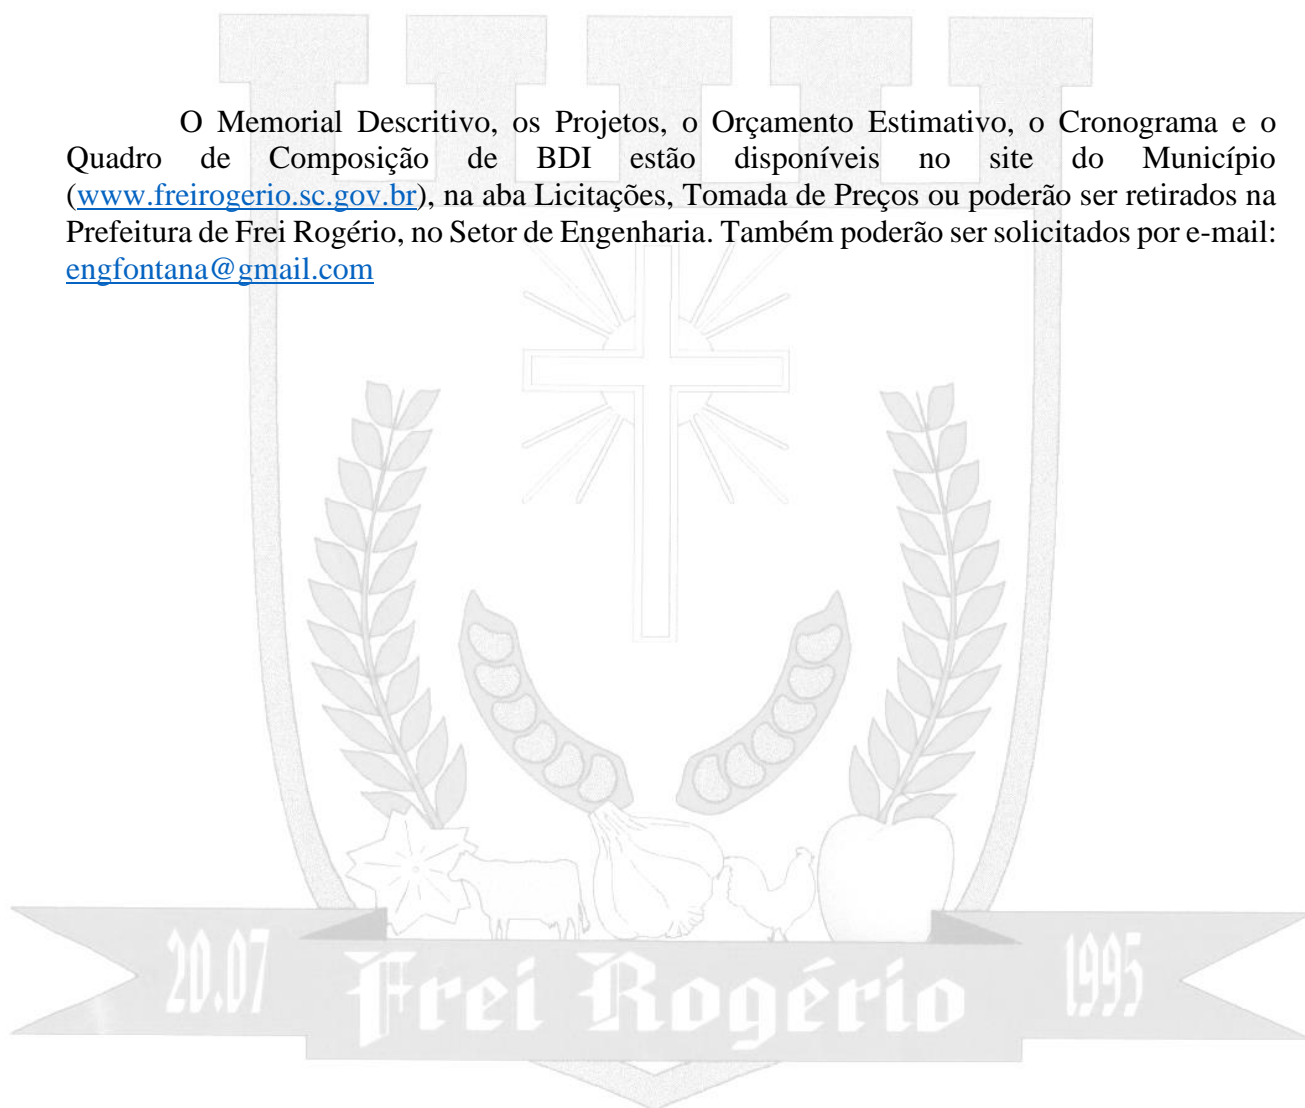 O Memorial Descritivo, os Projetos, o Orçamento Estimativo, o Cronograma e o
Quadro de Composição de BDI estão disponíveis no site do Município
(www.freirogerio.sc.gov.br), na aba Licitações, Tomada de Preços ou poderão ser retirados na
Prefeitura de Frei Rogério, no Setor de Engenharia. Também poderão ser solicitados por e-mail:
engfontana@gmail.com
20.07 Frei Rogério 1995